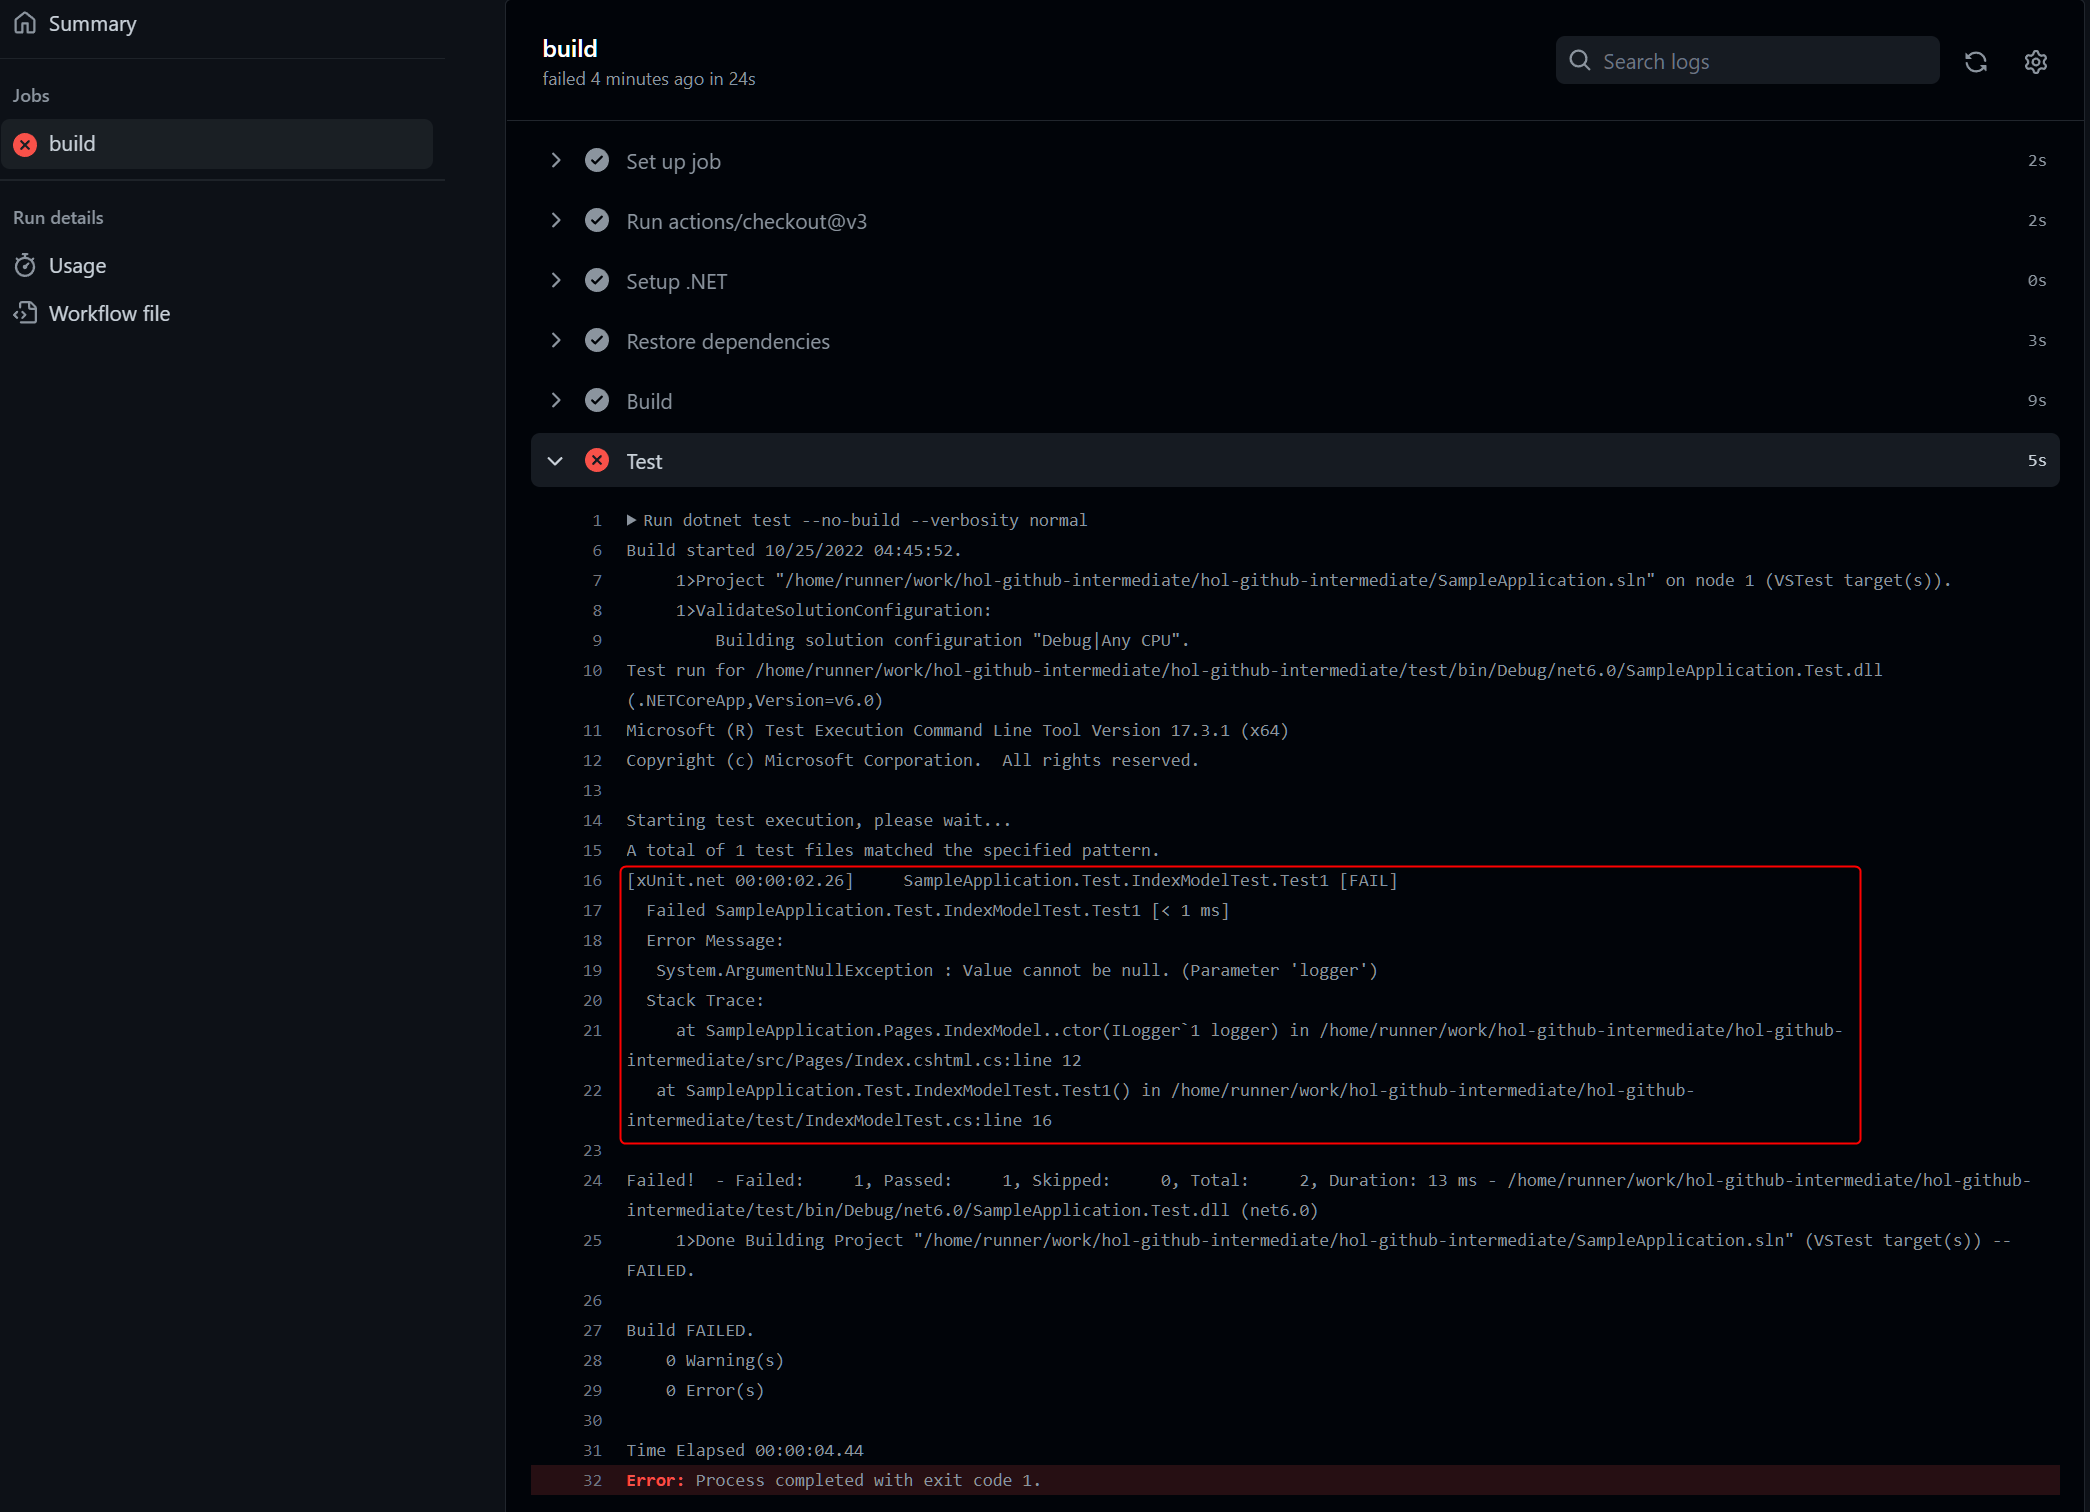 Summary
Jobs
build
Run details
Usage
Workflow file
build
failed 4 minutes ago in 24s
Search logs
Set up job 2s
Run actions/checkout@v3 2s
Setup .NET 0s
Restore dependencies 3s
Build 9s
Test 5s
1 Run dotnet test --no-build --verbosity normal
6 Build started 10/25/2022 04:45:52.
7 1>Project "/home/runner/work/hol-github-intermediate/hol-github-intermediate/SampleApplication.sln" on node 1 (VSTest target(s)).
8 1>ValidateSolutionConfiguration:
9 Building solution configuration "Debug|Any CPU".
10 Test run for /home/runner/work/hol-github-intermediate/hol-github-intermediate/test/bin/Debug/net6.0/SampleApplication.Test.dll
(.NETCoreApp,Version=v6.0)
11 Microsoft (R) Test Execution Command Line Tool Version 17.3.1 (x64)
12 Copyright (c) Microsoft Corporation.  All rights reserved.
13
14 Starting test execution, please wait...
15 A total of 1 test files matched the specified pattern.
16 [xUnit.net 00:00:02.26]     SampleApplication.Test.IndexModelTest.Test1 [FAIL]
17 Failed SampleApplication.Test.IndexModelTest.Test1 [< 1 ms]
18 Error Message:
19 System.ArgumentNullException : Value cannot be null. (Parameter 'logger')
20 Stack Trace:
21 at SampleApplication.Pages.IndexModel..ctor(ILogger`1 logger) in /home/runner/work/hol-github-intermediate/hol-github-
intermediate/src/Pages/Index.cshtml.cs:line 12
22 at SampleApplication.Test.IndexModelTest.Test1() in /home/runner/work/hol-github-intermediate/hol-github-
intermediate/test/IndexModelTest.cs:line 16
23
24 Failed!  - Failed:     1, Passed:     1, Skipped:     0, Total:     2, Duration: 13 ms - /home/runner/work/hol-github-intermediate/hol-github-
intermediate/test/bin/Debug/net6.0/SampleApplication.Test.dll (net6.0)
25 1>Done Building Project "/home/runner/work/hol-github-intermediate/hol-github-intermediate/SampleApplication.sln" (VSTest target(s)) --
FAILED.
26
27 Build FAILED.
28 0 Warning(s)
29 0 Error(s)
30
31 Time Elapsed 00:00:04.44
32 Error: Process completed with exit code 1.